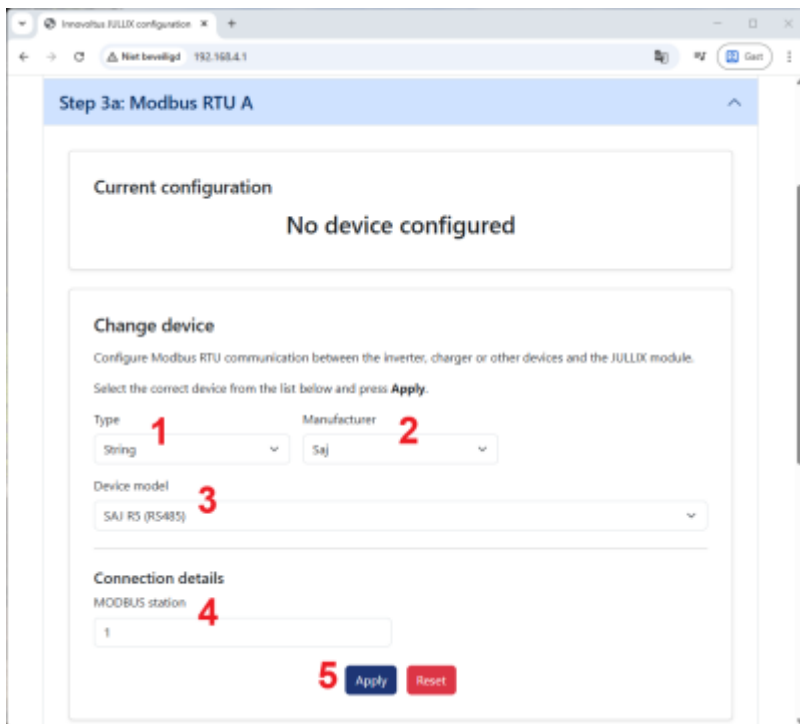 Innovoltus JULLIX configuration
Niet beveiligd 192.168.4.1 Gast
Step 3a: Modbus RTU A
Current configuration
No device configured
Change device
Configure Modbus RTU communication between the inverter, charger or other devices and the JULLIX module.
Select the correct device from the list below and press Apply.
Type 1 Manufacturer 2
String Saj
Device model 3
SAJ R5 (RS485)
Connection details
MODBUS station 4
1
5 Apply Reset